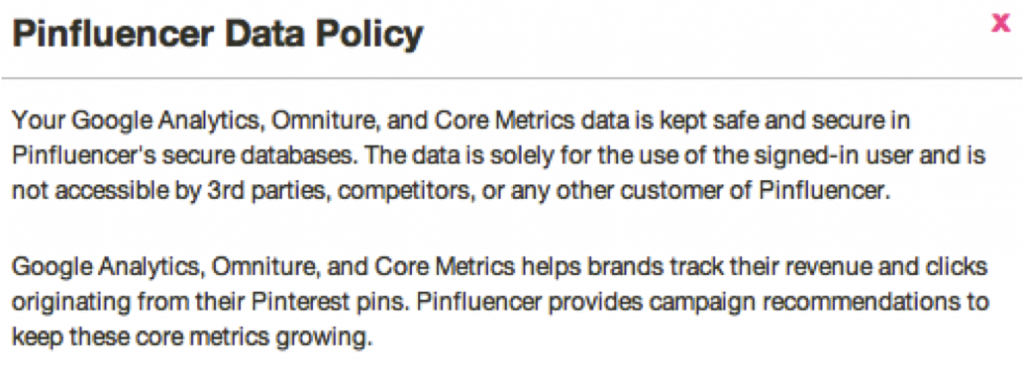 Pinfluencer Data Policy
x
Your Google Analytics, Omniture, and Core Metrics data is kept safe and secure in
Pinfluencer's secure databases. The data is solely for the use of the signed-in user and is
not accessible by 3rd parties, competitors, or any other customer of Pinfluencer.
Google Analytics, Omniture, and Core Metrics helps brands track their revenue and clicks
originating from their Pinterest pins. Pinfluencer provides campaign recommendations to
keep these core metrics growing.